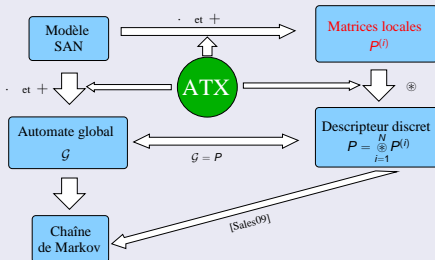 Modèle
SAN
· et +
Matrices locales
P^(i)
· et +
ATX
⊛
Automate global
𝒢
𝒢 = P
Descripteur discret
P = ⊛_{i=1}^{N} P^(i)
[Sales09]
Chaîne
de Markov